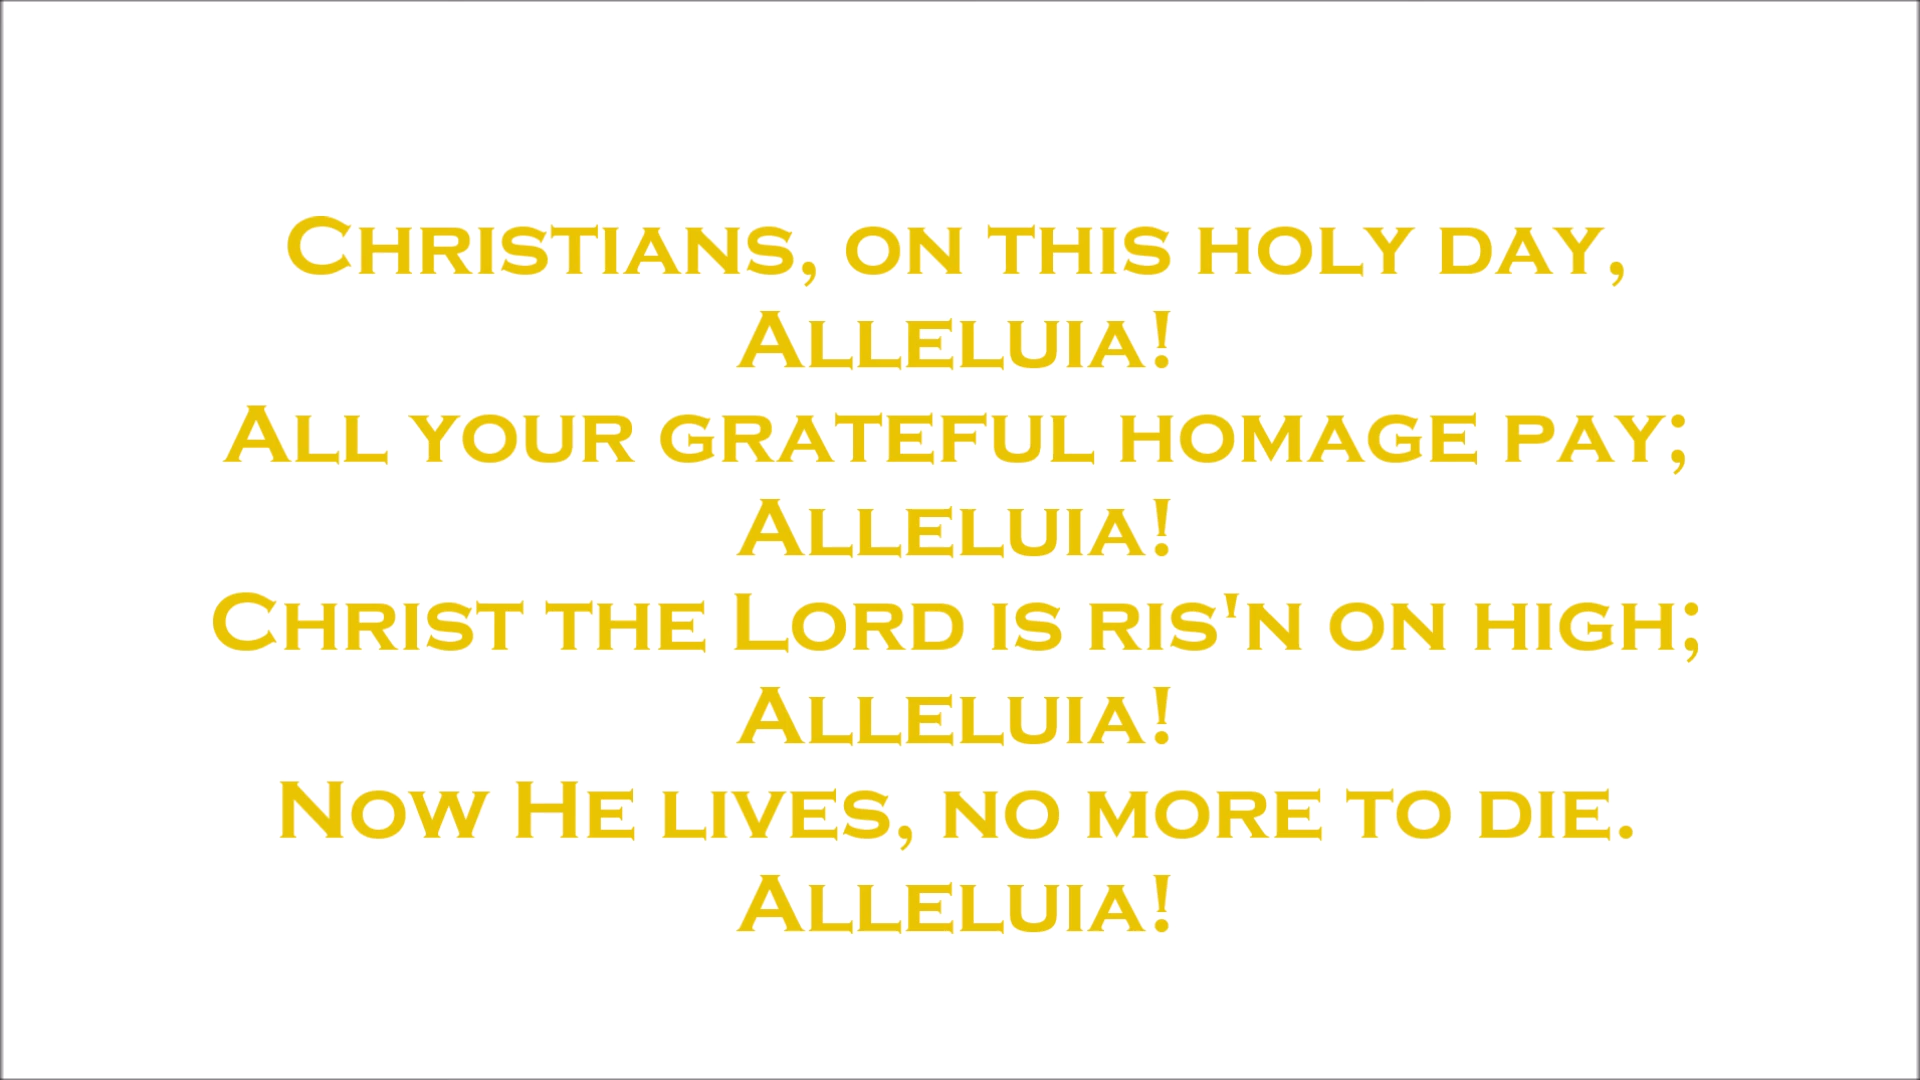 Christians, on this holy day,
Alleluia!
All your grateful homage pay;
Alleluia!
Christ the Lord is ris'n on high;
Alleluia!
Now He lives, no more to die.
Alleluia!